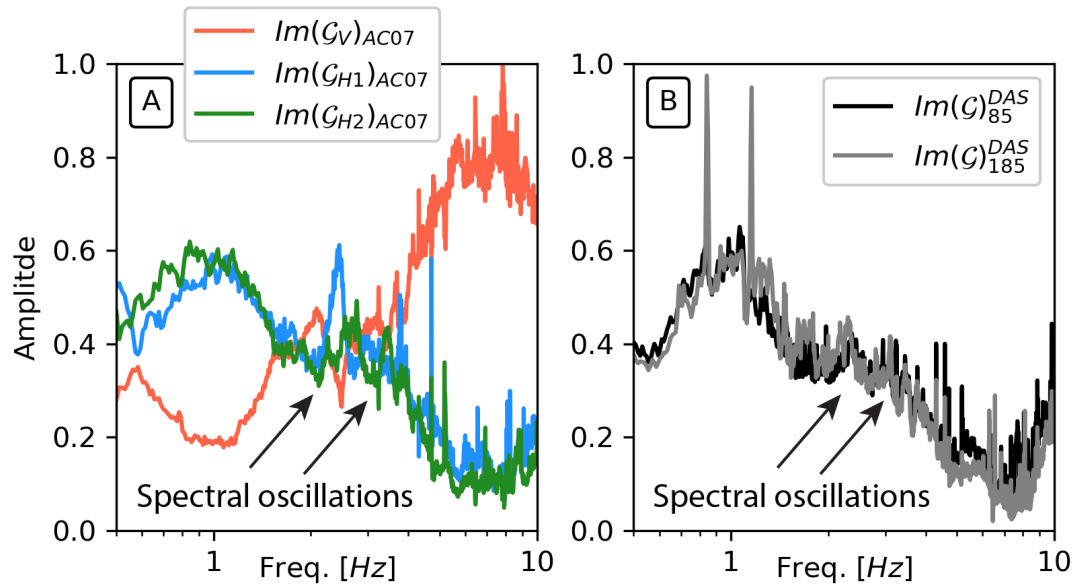 Im(𝒢V)AC07
Im(𝒢H1)AC07
Im(𝒢H2)AC07
A
1.0
0.8
0.6
0.4
0.2
0.0
Amplitde
Spectral oscillations
1
10
Freq. [Hz]
B
Im(𝒢)85DAS
Im(𝒢)185DAS
1.0
0.8
0.6
0.4
0.2
0.0
Spectral oscillations
1
10
Freq. [Hz]